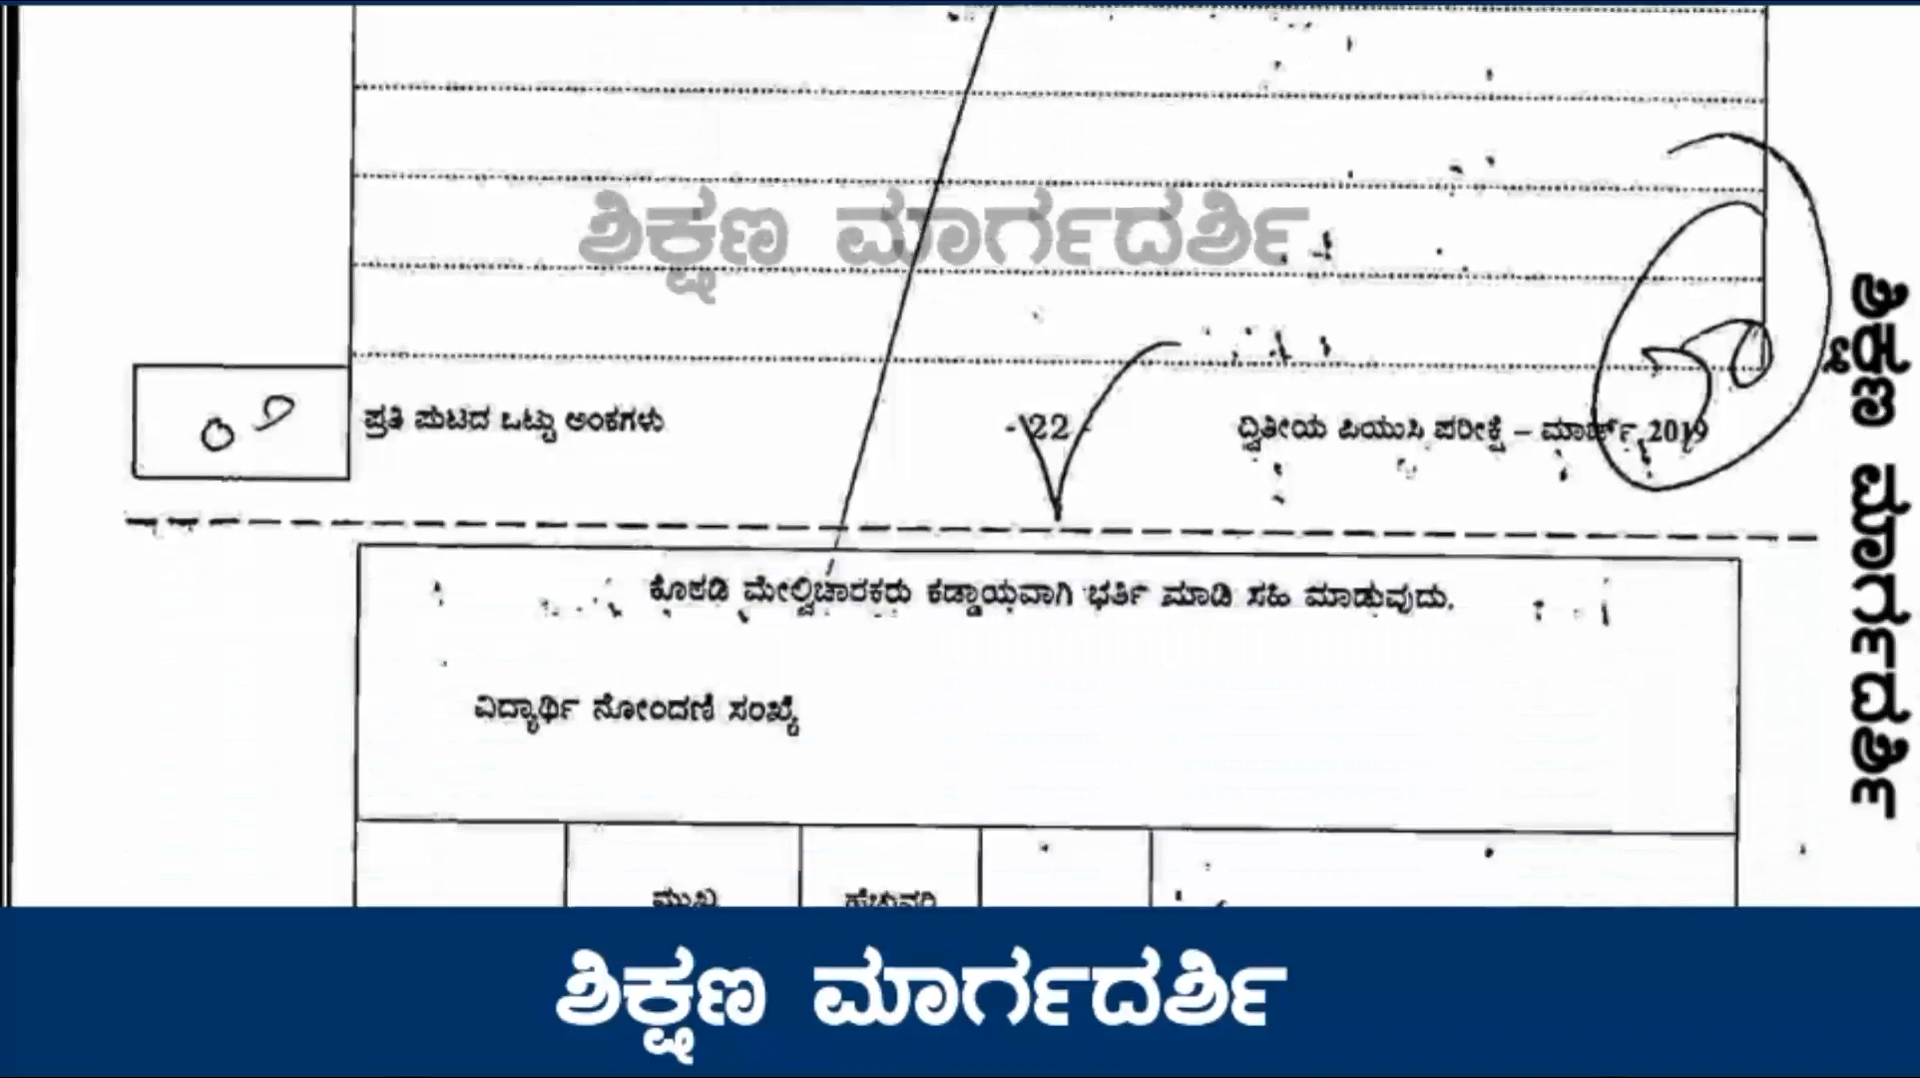 ಶಿಕ್ಷಣ ಮಾರ್ಗದರ್ಶಿ
ಪ್ರತಿ ಪುಟದ ಒಟ್ಟು ಅಂಕಗಳು
- 22 -
ದ್ವಿತೀಯ ಪಿಯುಸಿ ಪರೀಕ್ಷೆ – ಮಾರ್ಚ್ 2019
ಕೊಠಡಿ ಮೇಲ್ವಿಚಾರಕರು ಕಡ್ಡಾಯವಾಗಿ ಭರ್ತಿ ಮಾಡಿ ಸಹಿ ಮಾಡುವುದು.
ವಿದ್ಯಾರ್ಥಿ ನೋಂದಣಿ ಸಂಖ್ಯೆ
ಮುಖ್ಯ ಹೆಚ್ಚುವರಿ
ಶಿಕ್ಷಣ ಮಾರ್ಗದರ್ಶಿ
ಶಿಕ್ಷಣ ಮಾರ್ಗದರ್ಶಿ